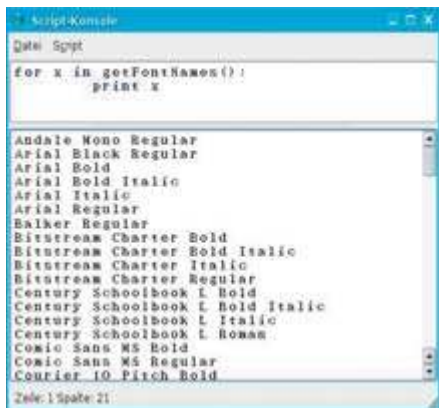 Script-Konsole
Datei Script
for x in getFontNames():
print x
Andale Mono Regular
Arial Black Regular
Arial Bold
Arial Bold Italic
Arial Italic
Arial Regular
Balker Regular
Bitstream Charter Bold
Bitstream Charter Bold Italic
Bitstream Charter Italic
Bitstream Charter Regular
Century Schoolbook L Bold
Century Schoolbook L Bold Italic
Century Schoolbook L Italic
Century Schoolbook L Roman
Comic Sans MS Bold
Comic Sans MS Regular
Courier 10 Pitch Bold
Zeile: 1 Spalte: 21